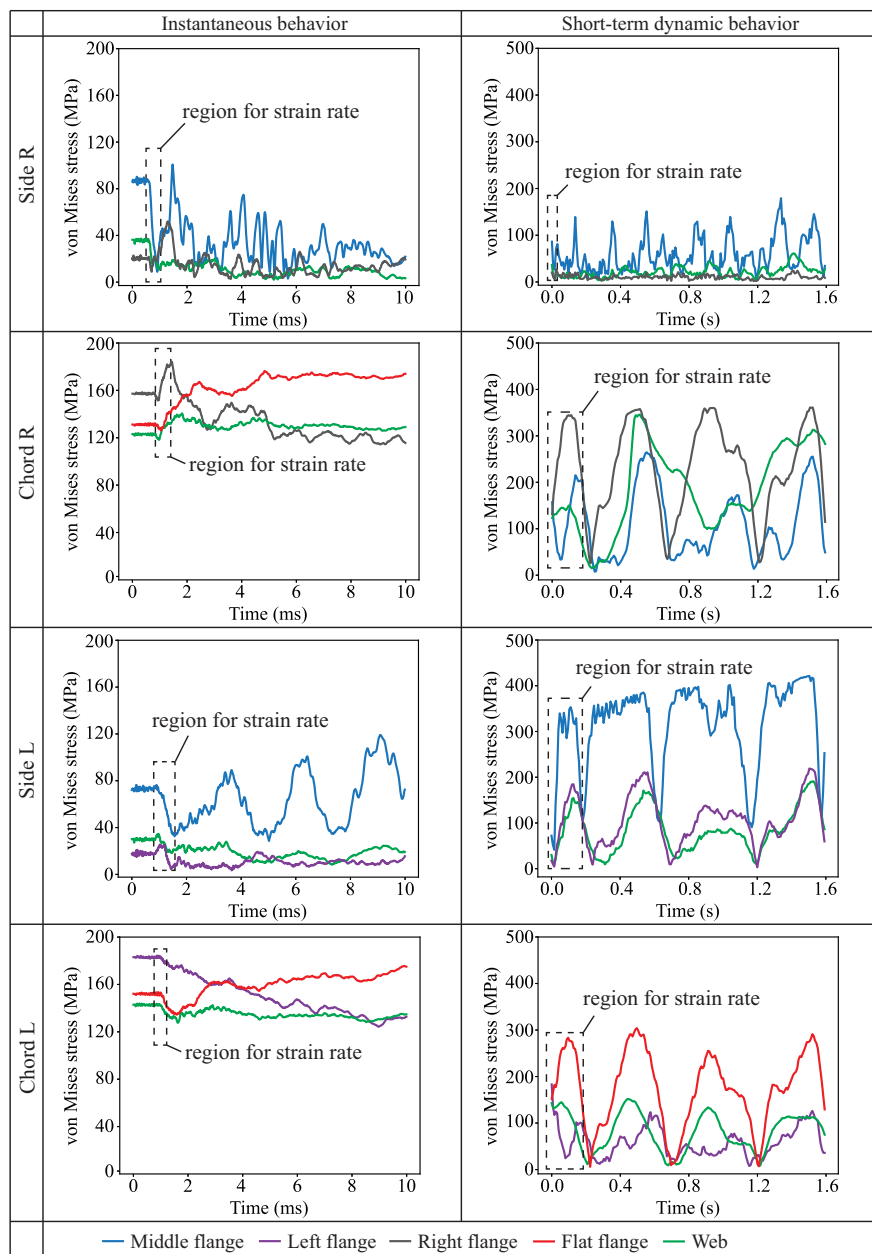 Instantaneous behavior
Short-term dynamic behavior
Side R
von Mises stress (MPa)
200
160
120
80
40
0
region for strain rate
0 2 4 6 8 10
Time (ms)
von Mises stress (MPa)
500
400
300
200
100
0
region for strain rate
0.0 0.4 0.8 1.2 1.6
Time (s)
Chord R
von Mises stress (MPa)
200
160
120
80
40
0
region for strain rate
0 2 4 6 8 10
Time (ms)
von Mises stress (MPa)
500
400
300
200
100
0
region for strain rate
0.0 0.4 0.8 1.2 1.6
Time (s)
Side L
von Mises stress (MPa)
200
160
120
80
40
0
region for strain rate
0 2 4 6 8 10
Time (ms)
von Mises stress (MPa)
500
400
300
200
100
0
region for strain rate
0.0 0.4 0.8 1.2 1.6
Time (s)
Chord L
von Mises stress (MPa)
200
160
120
80
40
0
region for strain rate
0 2 4 6 8 10
Time (ms)
von Mises stress (MPa)
500
400
300
200
100
0
region for strain rate
0.0 0.4 0.8 1.2 1.6
Time (s)
Middle flange Left flange Right flange Flat flange Web